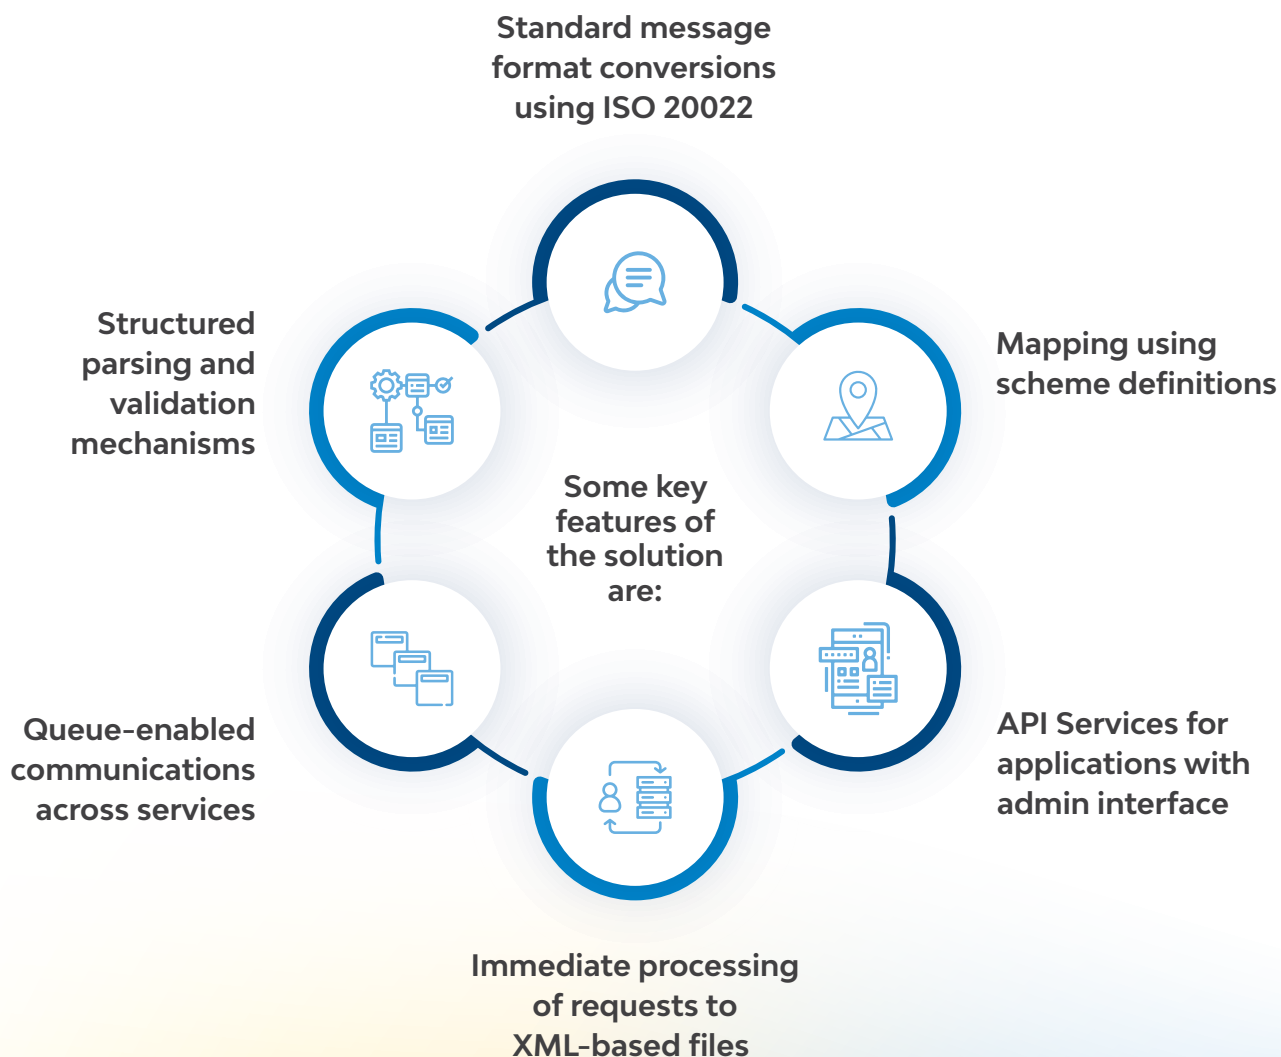 Standard message
format conversions
using ISO 20022
Structured
parsing and
validation
mechanisms
Mapping using
scheme definitions
Some key
features of
the solution
are:
Queue-enabled
communications
across services
API Services for
applications with
admin interface
Immediate processing
of requests to
XML-based files